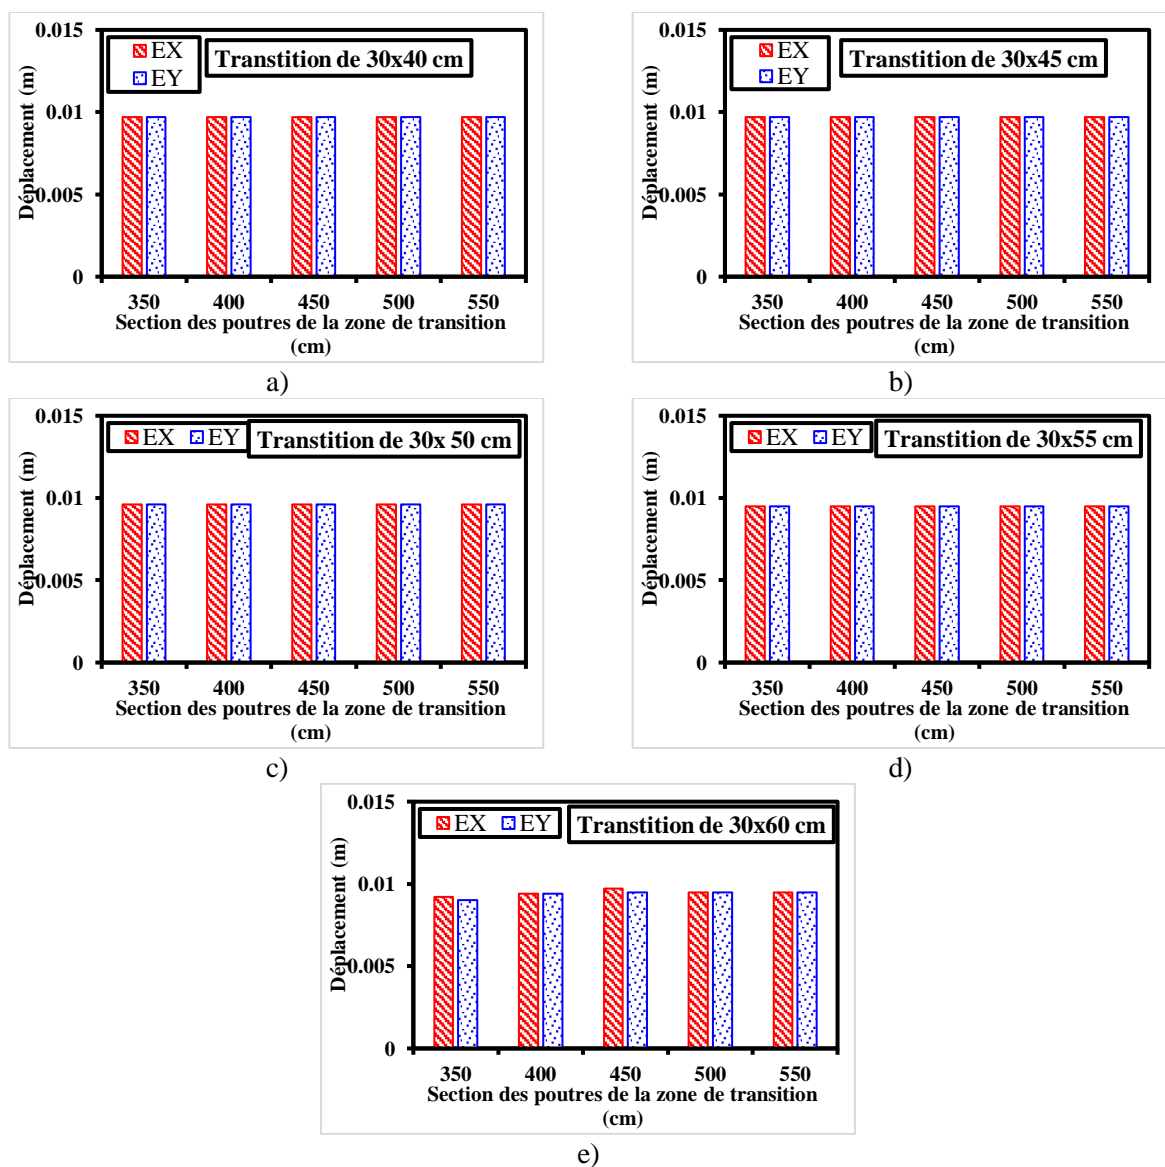 0.015
EX
EY
Transtition de 30x40 cm
Déplacement (m)
0.01
0.005
0
350 400 450 500 550
Section des poutres de la zone de transition
(cm)
a)
0.015
EX
EY
Transtition de 30x45 cm
Déplacement (m)
0.01
0.005
0
350 400 450 500 550
Section des poutres de la zone de transition
(cm)
b)
0.015
EX EY
Transtition de 30x 50 cm
Déplacement (m)
0.01
0.005
0
350 400 450 500 550
Section des poutres de la zone de transition
(cm)
c)
0.015
EX EY
Transtition de 30x55 cm
Déplacement (m)
0.01
0.005
0
350 400 450 500 550
Section des poutres de la zone de transition
(cm)
d)
0.015
EX EY
Transtition de 30x60 cm
Déplacement (m)
0.01
0.005
0
350 400 450 500 550
Section des poutres de la zone de transition
(cm)
e)